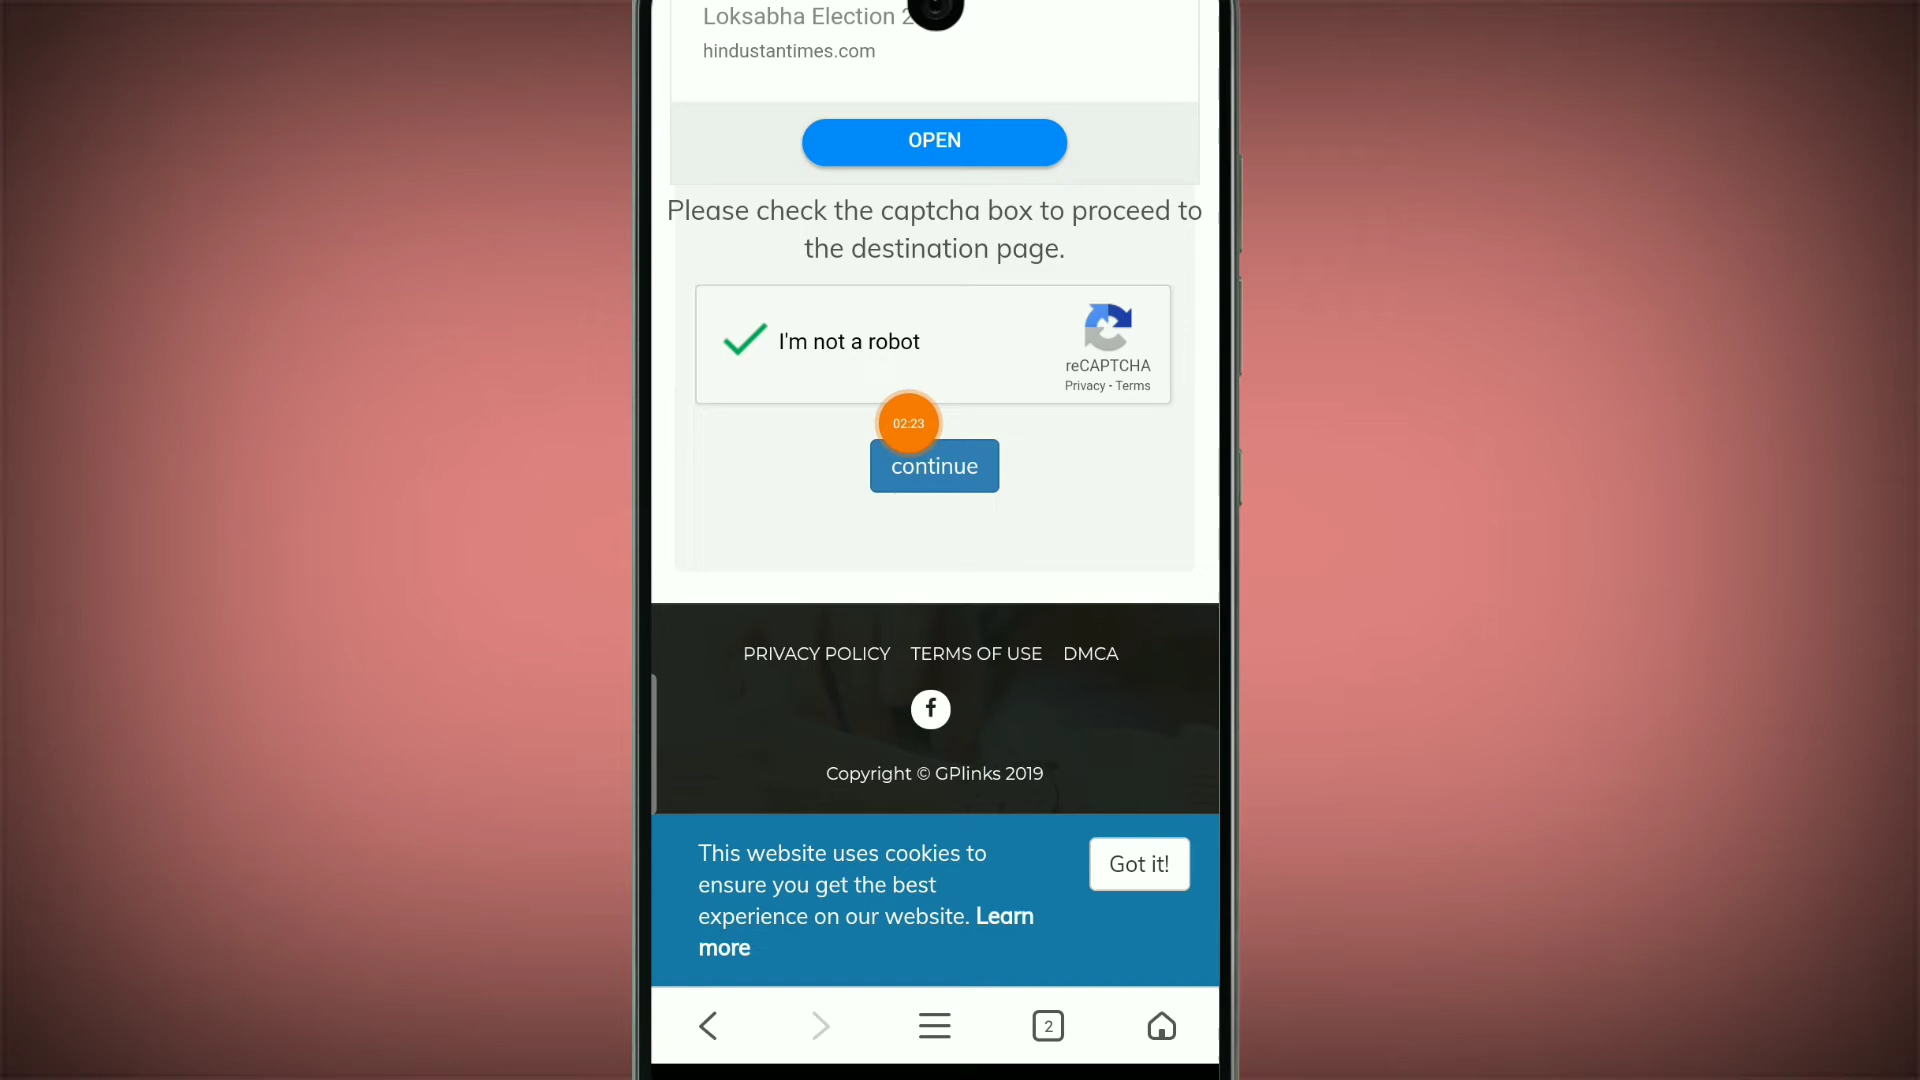 Loksabha Election 2
hindustantimes.com
OPEN
Please check the captcha box to proceed to
the destination page.
I'm not a robot
reCAPTCHA
Privacy - Terms
02:23
continue
PRIVACY POLICY TERMS OF USE DMCA
Copyright © GPlinks 2019
This website uses cookies to
ensure you get the best
experience on our website. Learn
more
Got it!
2